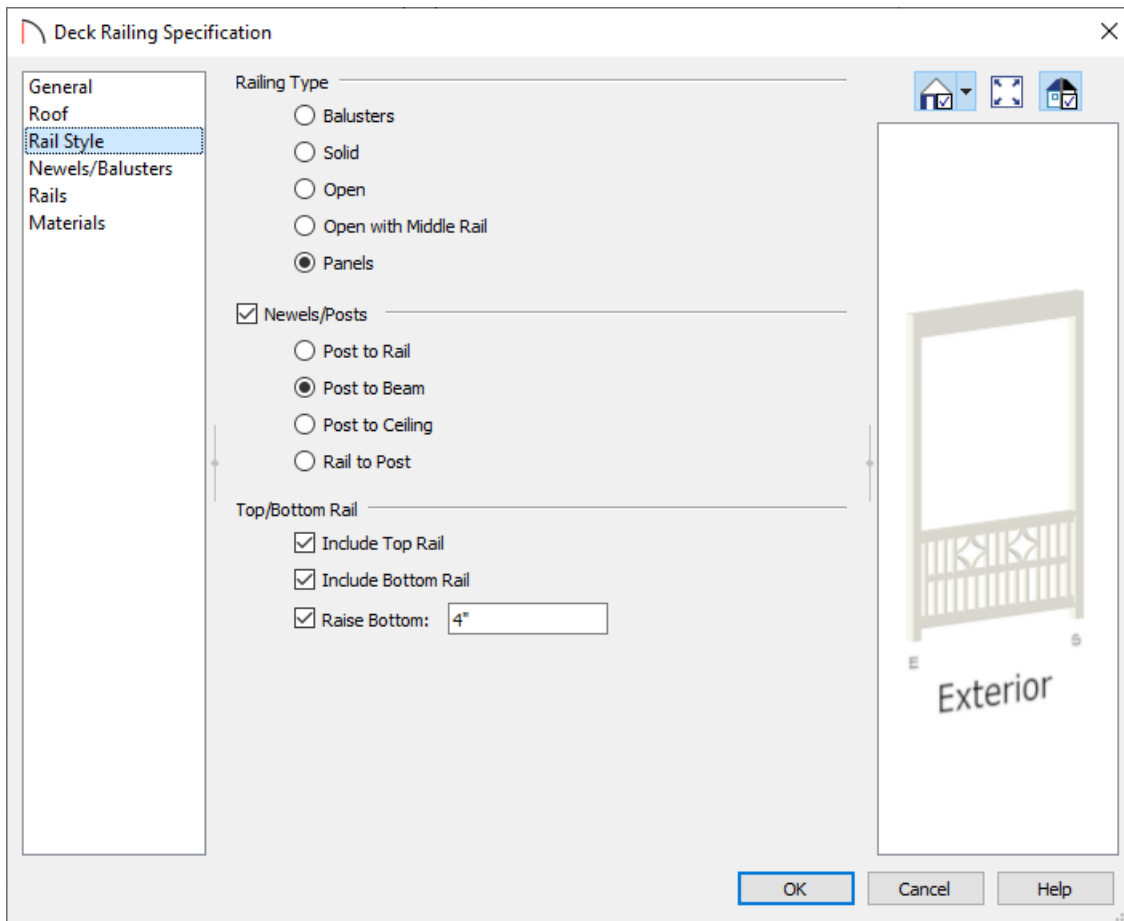 Deck Railing Specification
General
Roof
Rail Style
Newels/Balusters
Rails
Materials
Railing Type
Balusters
Solid
Open
Open with Middle Rail
Panels
Newels/Posts
Post to Rail
Post to Beam
Post to Ceiling
Rail to Post
Top/Bottom Rail
Include Top Rail
Include Bottom Rail
Raise Bottom: 4"
E S
Exterior
OK Cancel Help